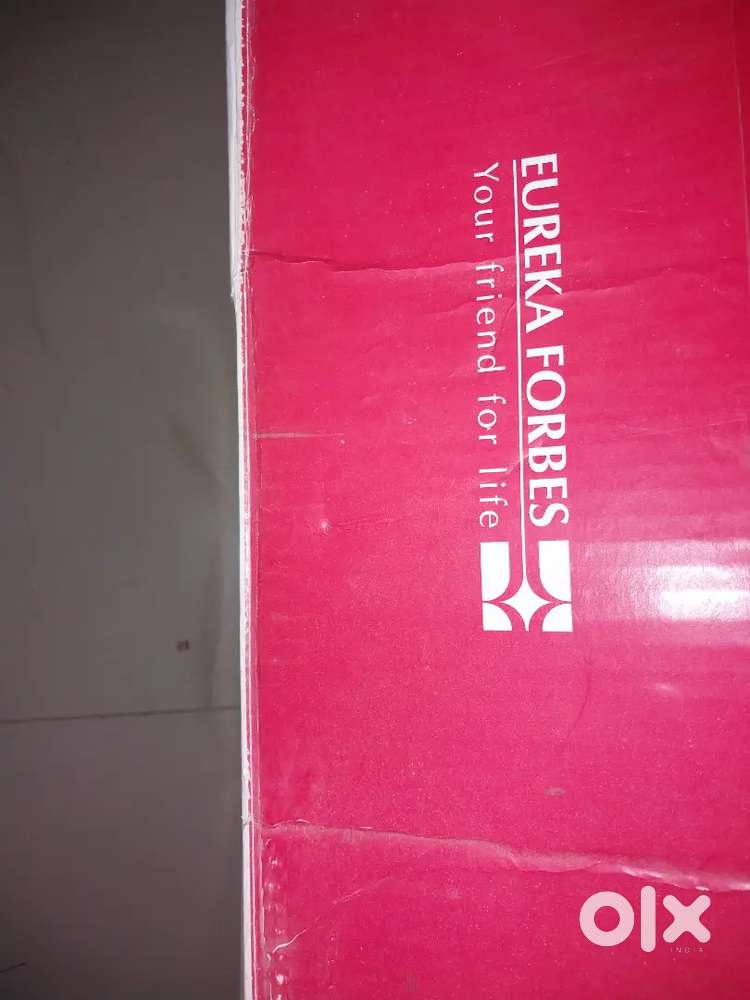 EUREKA FORBES
Your friend for life
olx
INDIA